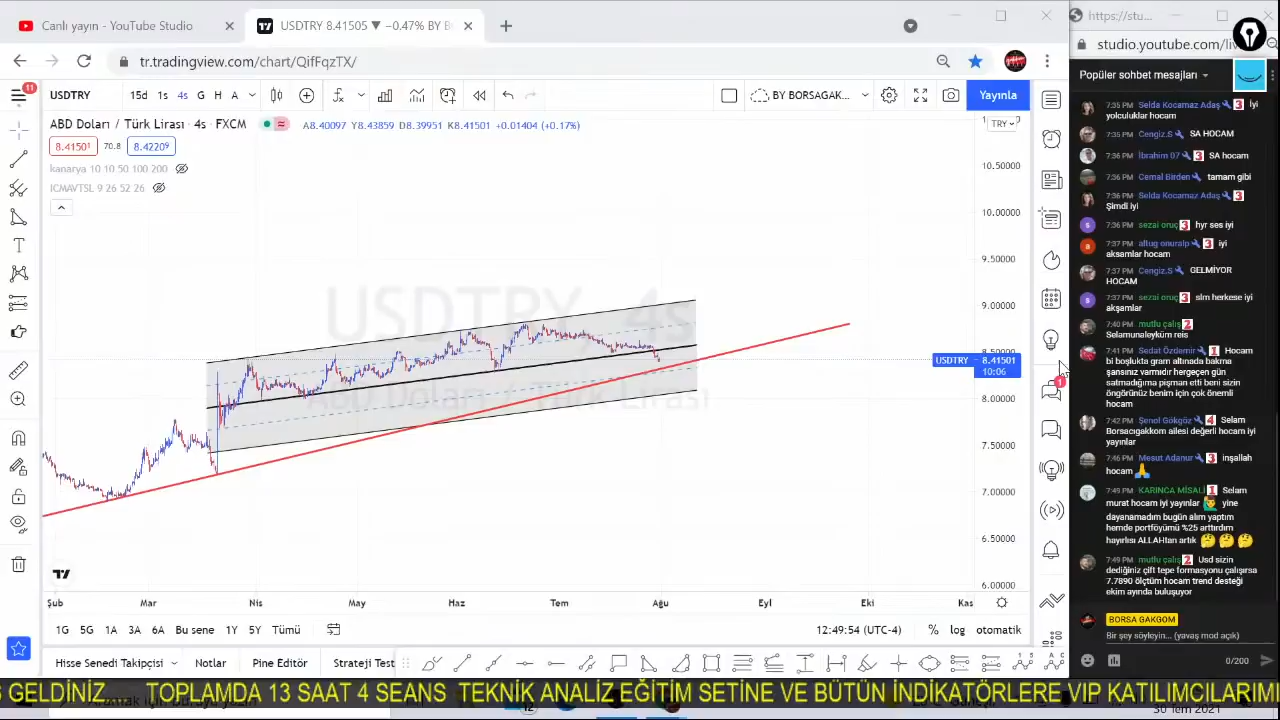 Canlı yayın - YouTube Studio
USDTRY 8.41505 ▼ −0.47% BY B
https://stu...
tr.tradingview.com/chart/QifFqzTX/
studio.youtube.com/li
Popüler sohbet mesajları
11
USDTRY
15d 1s 4s G H A
BY BORSAGAK...
Yayınla
ABD Doları / Türk Lirası · 4s · FXCM
A8.40097 Y8.43859 D8.39951 K8.41501 +0.01404 (+0.17%)
TRY
8.41501 70.8 8.42209
kanarya 10 10 50 100 200
ICMAVTSL 9 26 52 26
10.50000
10.00000
9.50000
9.00000
8.50000
USDTRY 8.41501
10:06
8.00000
7.50000
7.00000
6.50000
6.00000
USDTRY, 4s
Şub Mar Nis May Haz Tem Ağu Eyl Eki Kas
1G 5G 1A 3A 6A Bu sene 1Y 5Y Tümü
12:49:54 (UTC-4) % log otomatik
Hisse Senedi Takipçisi Notlar Pine Editör Strateji Test
1
7:35 PM Selda Kocamaz Adaş 3 İyi
yolculuklar hocam
7:35 PM Cengiz.S SA HOCAM
7:36 PM İbrahim 07 3 SA hocam
7:36 PM Cemal Birden tamam gibi
7:36 PM Selda Kocamaz Adaş 3
Şimdi iyi
7:36 PM sezai oruç 3 hyr ses iyi
7:37 PM allug onuralp 3 iyi
aksamlar hocam
7:37 PM Cengiz.S GELMİYOR
HOCAM
7:37 PM sezai oruç 3 slm herkese iyi
akşamlar
7:40 PM mutlu çalış 2
Selamunaleyküm reis
7:41 PM Sedat Özdemir 1 Hocam
bi boşlukta gram altınada bakma
şansınız varmıdır hergeçen gün
satmadığıma pişman etti beni sizin
öngörünüz benim için çok önemli
hocam
7:42 PM Şenol Gökgöz 4 Selam
Borsacıgakkom ailesi değerli hocam iyi
yayınlar
7:46 PM Mesut Adanur 3 inşallah
hocam 🙏
7:49 PM KARINCA MİSALİ 1 Selam
murat hocam iyi yayınlar 🙋‍♂️ yine
dayanamadım bugün alım yaptım
hemde portföyümü %25 arttırdım
hayırlısı ALLAHtan artık 🤔 🤔 🤔
7:49 PM mutlu çalış 2 Usd sizin
dediğiniz çift tepe formasyonu çalışırsa
7.7890 ölçtüm hocam trend desteği
ekim ayında buluşuyor
BORSA GAKGOM
Bir şey söyleyin... (yavaş mod açık)
0/200
GELDİNİZ... TOPLAMDA 13 SAAT 4 SEANS TEKNİK ANALİZ EĞİTİM SETİNE VE BÜTÜN İNDİKATÖRLERE VIP KATILIMCILARIMI
30 Tem 2021